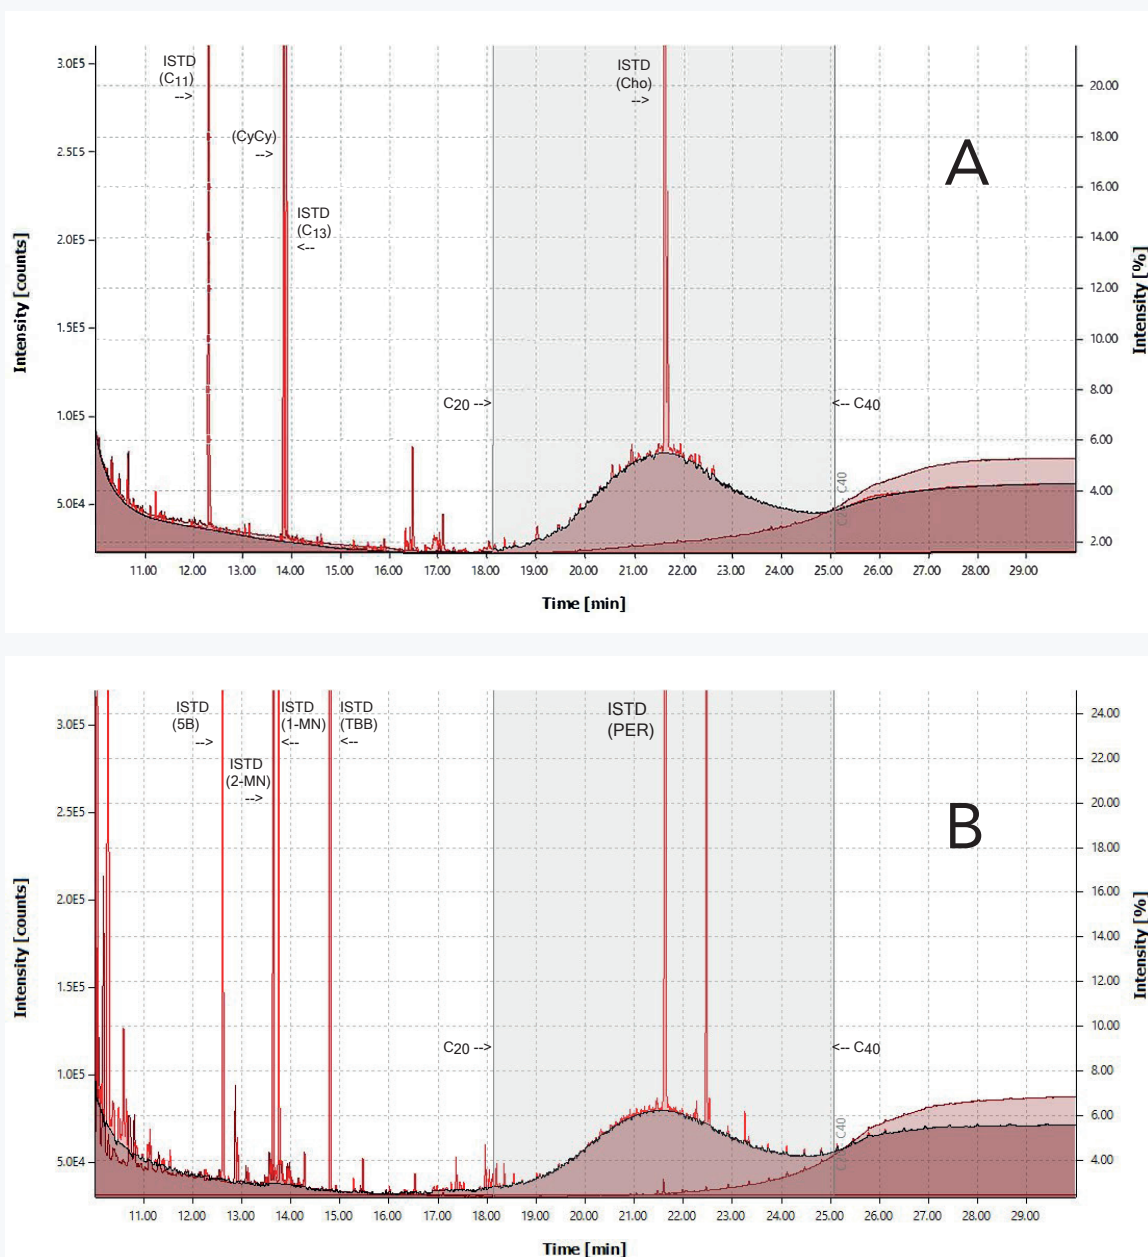 ISTD
(C11)
-->
(CyCy)
-->
ISTD
(C13)
<--
ISTD
(Cho)
-->
A
C20 -->
<-- C40
C40
3.0E5
2.5E5
2.0E5
1.5E5
1.0E5
5.0E4
Intensity [counts]
20.00
18.00
16.00
14.00
12.00
10.00
8.00
6.00
4.00
2.00
Intensity [%]
11.00 12.00 13.00 14.00 15.00 16.00 17.00 18.00 19.00 20.00 21.00 22.00 23.00 24.00 25.00 26.00 27.00 28.00 29.00
Time [min]
ISTD
(5B)
-->
ISTD
(2-MN)
-->
ISTD
(1-MN)
<--
ISTD
(TBB)
<--
ISTD
(PER)
B
C20 -->
<-- C40
C40
3.0E5
2.5E5
2.0E5
1.5E5
1.0E5
5.0E4
Intensity [counts]
24.00
22.00
20.00
18.00
16.00
14.00
12.00
10.00
8.00
6.00
4.00
Intensity [%]
11.00 12.00 13.00 14.00 15.00 16.00 17.00 18.00 19.00 20.00 21.00 22.00 23.00 24.00 25.00 26.00 27.00 28.00 29.00
Time [min]